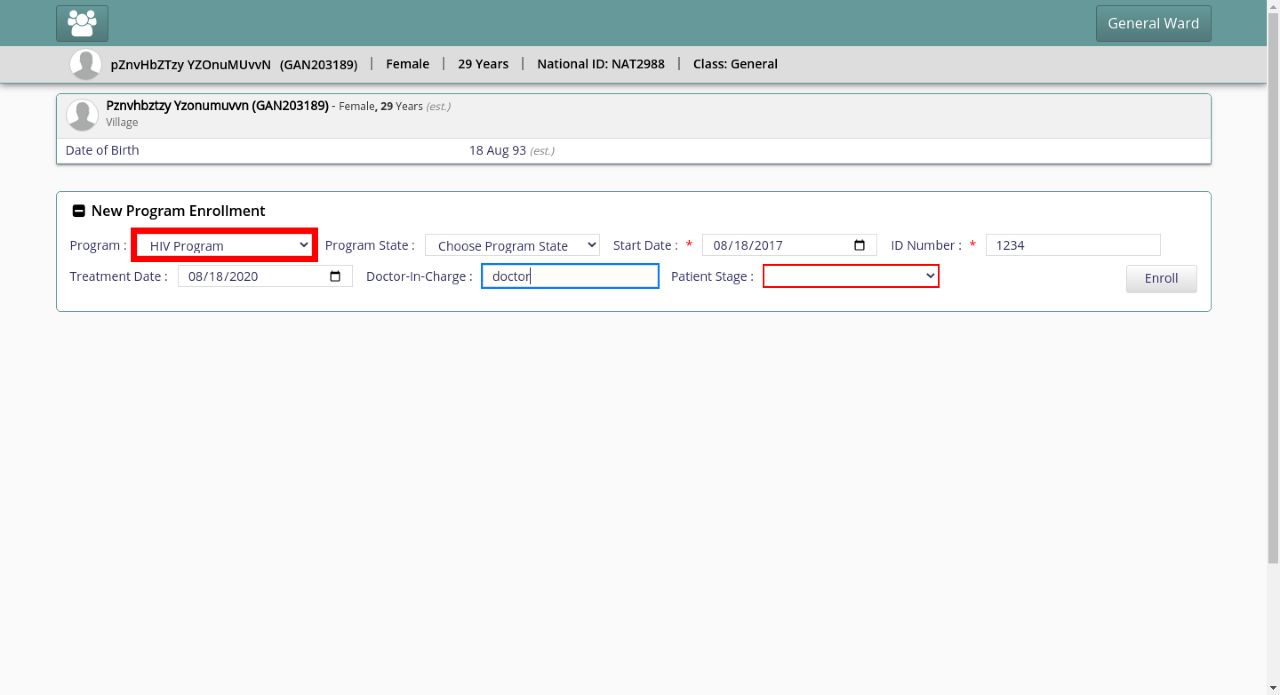 General Ward
pZnvHbZTzy YZOnuMUvvN (GAN203189) | Female | 29 Years | National ID: NAT2988 | Class: General
Pznvhbztzy Yzonumuvvn (GAN203189) - Female, 29 Years (est.)
Village
Date of Birth 18 Aug 93 (est.)
New Program Enrollment
Program : HIV Program Program State : Choose Program State Start Date : * 08/18/2017 ID Number : * 1234
Treatment Date : 08/18/2020 Doctor-In-Charge : doctor Patient Stage : Enroll